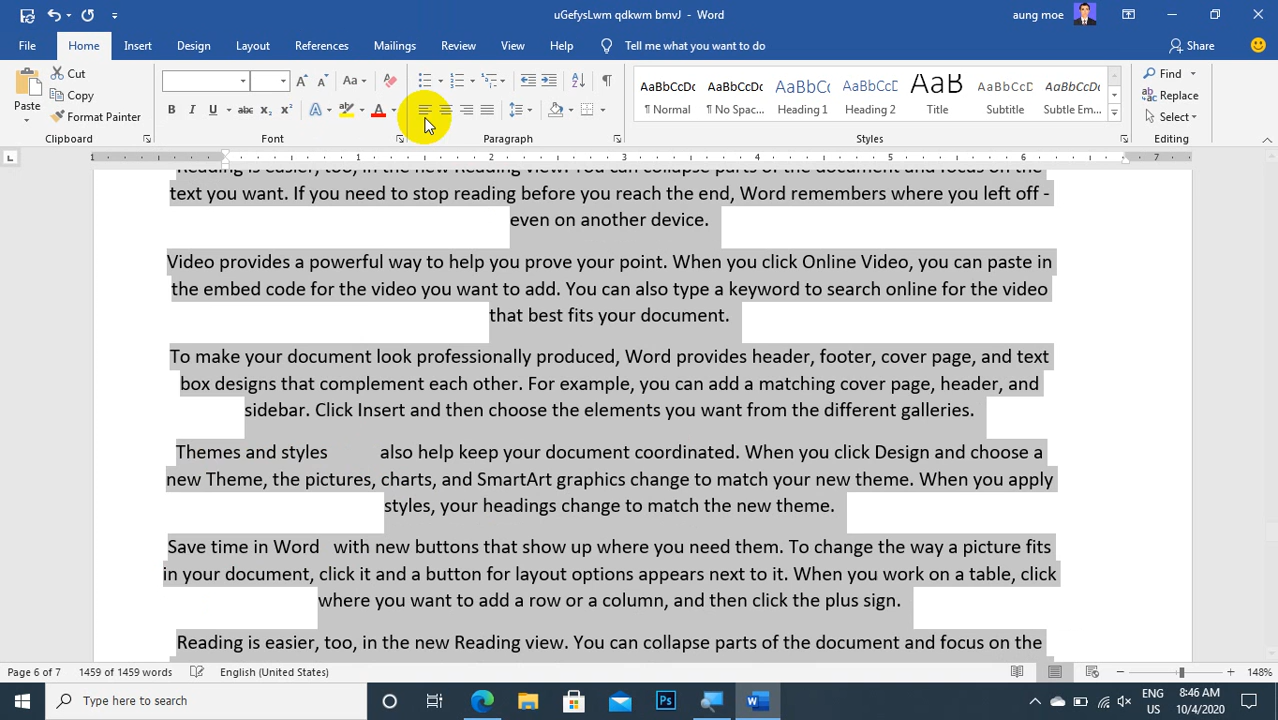 uGefysLwm qdkwm bmvJ - Word
aung moe
File Home Insert Design Layout References Mailings Review View Help Tell me what you want to do Share
Paste
Cut
Copy
Format Painter
Clipboard
Aa
B I U abc x₂ x² A ab A
Font
Paragraph
AaBbCcDc AaBbCcDc AaBbCc AaBbCcD AaB AaBbCcD AaBbCcDc
¶ Normal ¶ No Spac... Heading 1 Heading 2 Title Subtitle Subtle Em...
Styles
Find
Replace
Select
Editing
1 1 2 3 4 5 6 7
Reading is easier, too, in the new Reading view. You can collapse parts of the document and focus on the
text you want. If you need to stop reading before you reach the end, Word remembers where you left off -
even on another device.
Video provides a powerful way to help you prove your point. When you click Online Video, you can paste in
the embed code for the video you want to add. You can also type a keyword to search online for the video
that best fits your document.
To make your document look professionally produced, Word provides header, footer, cover page, and text
box designs that complement each other. For example, you can add a matching cover page, header, and
sidebar. Click Insert and then choose the elements you want from the different galleries.
Themes and styles also help keep your document coordinated. When you click Design and choose a
new Theme, the pictures, charts, and SmartArt graphics change to match your new theme. When you apply
styles, your headings change to match the new theme.
Save time in Word with new buttons that show up where you need them. To change the way a picture fits
in your document, click it and a button for layout options appears next to it. When you work on a table, click
where you want to add a row or a column, and then click the plus sign.
Reading is easier, too, in the new Reading view. You can collapse parts of the document and focus on the
Page 6 of 7 1459 of 1459 words English (United States) 148%
Type here to search
Ps
ENG
US
8:46 AM
10/4/2020